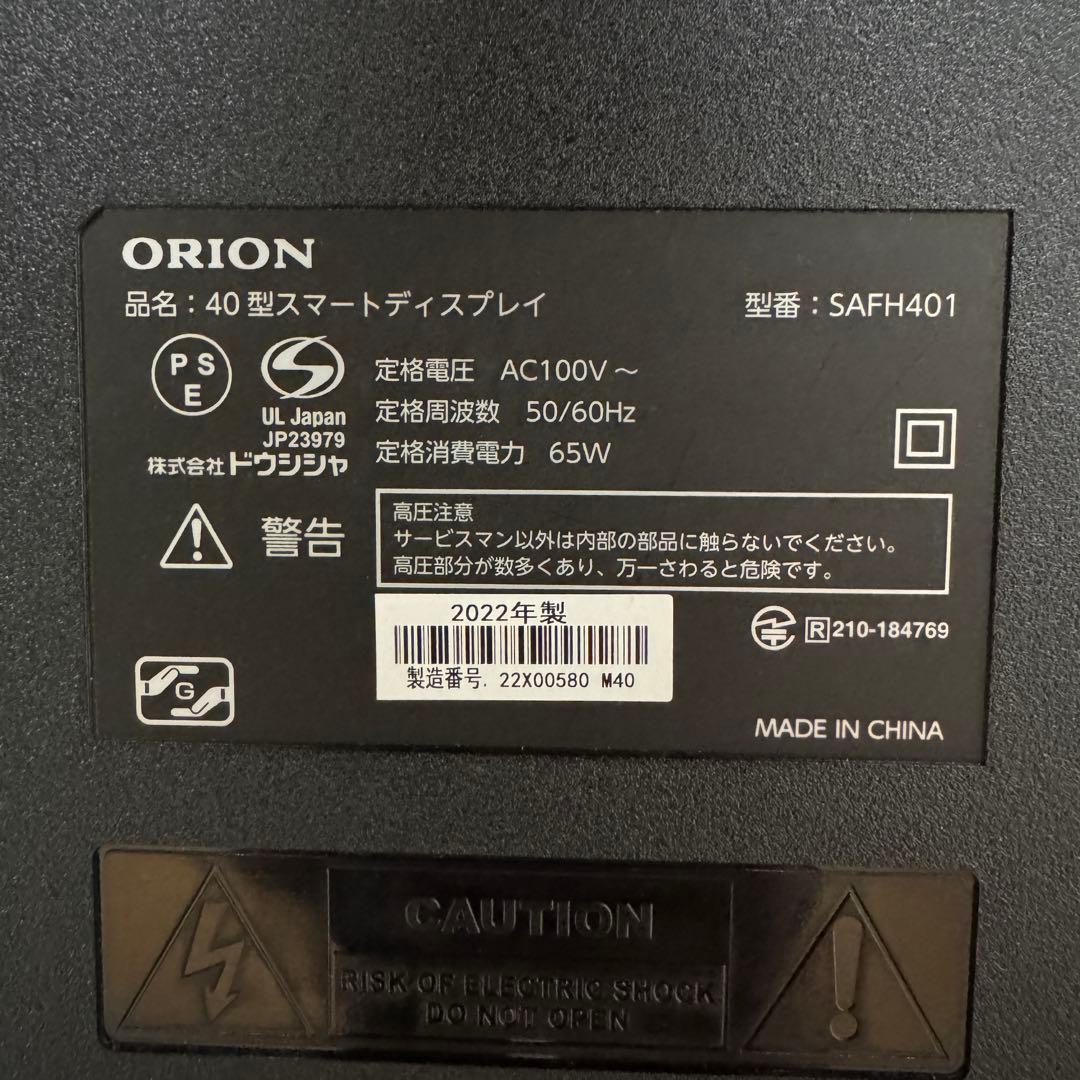 ORION
品名：40型スマートディスプレイ 型番：SAFH401
PS
E
UL Japan
JP23979
株式会社ドウシシャ
定格電圧 AC100V～
定格周波数 50/60Hz
定格消費電力 65W
警告
高圧注意
サービスマン以外は内部の部品に触らないでください。
高圧部分が数多くあり、万一さわると危険です。
2022年製
製造番号. 22X00580 M40
R 210-184769
G
MADE IN CHINA
CAUTION
RISK OF ELECTRIC SHOCK
DO NOT OPEN